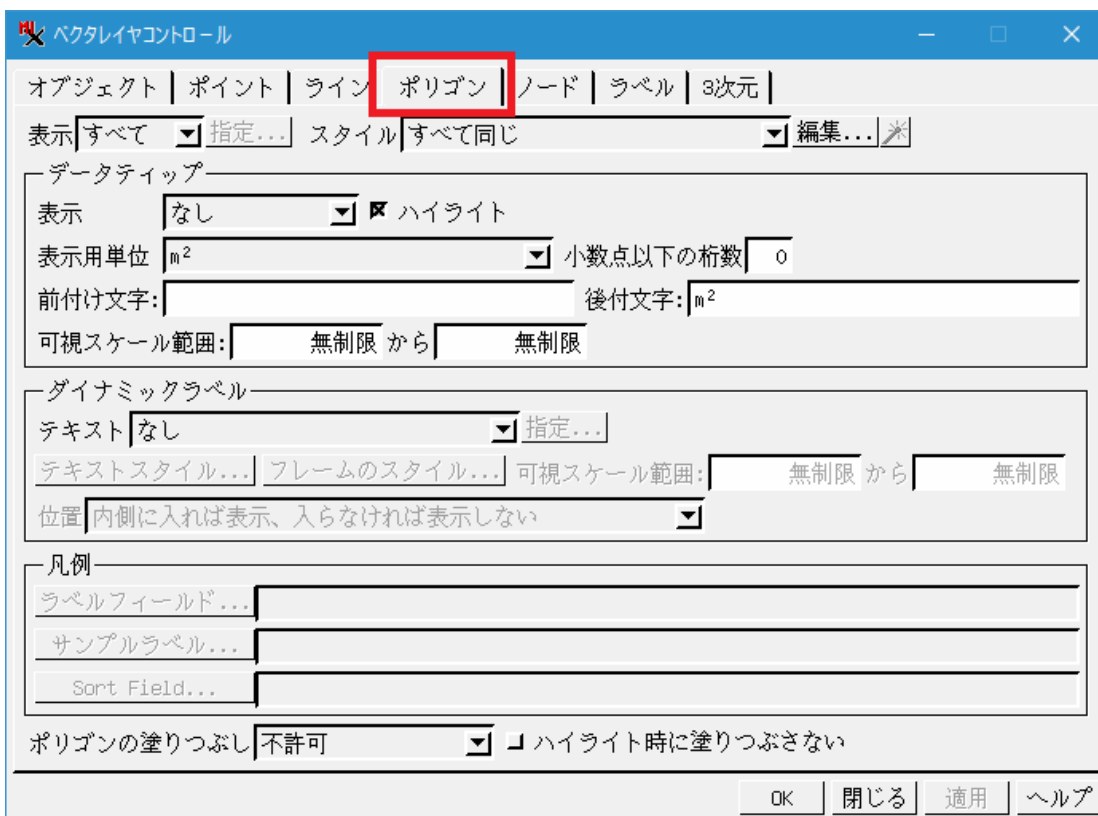 ベクタレイヤコントロール
オブジェクト ポイント ライン ポリゴン ノード ラベル 3次元
表示 すべて 指定... スタイル すべて同じ 編集...
データティップ
表示 なし ハイライト
表示用単位 m² 小数点以下の桁数 0
前付け文字: 後付文字: m²
可視スケール範囲: 無制限 から 無制限
ダイナミックラベル
テキスト なし 指定...
テキストスタイル... フレームのスタイル... 可視スケール範囲: 無制限 から 無制限
位置 内側に入れば表示、入らなければ表示しない
凡例
ラベルフィールド...
サンプルラベル...
Sort Field...
ポリゴンの塗りつぶし 不許可 ハイライト時に塗りつぶさない
OK 閉じる 適用 ヘルプ